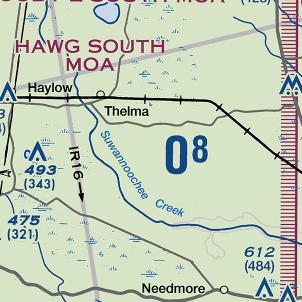 HAWG SOUTH
MOA
Haylow
Thelma
Suwannoochee Creek
IR16
0⁸
493
(343)
475
(321)
612
(484)
Needmore